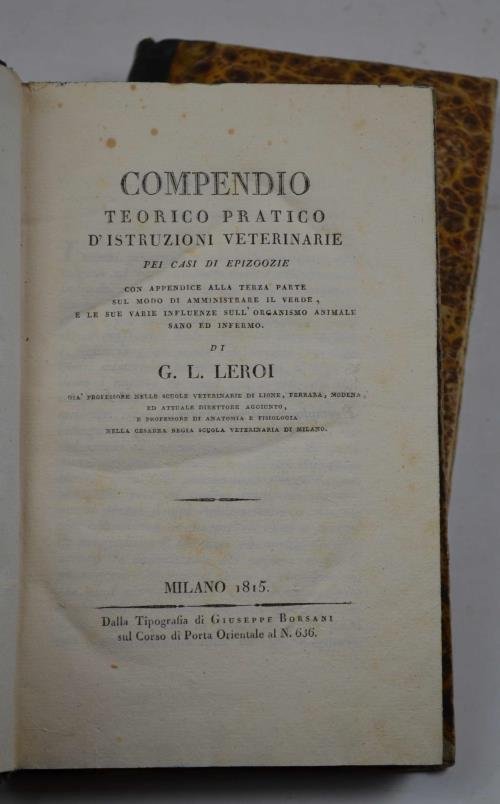 COMPENDIO
TEORICO PRATICO
D'ISTRUZIONI VETERINARIE
PEI CASI DI EPIZOOZIE
CON APPENDICE ALLA TERZA PARTE
SUL MODO DI AMMINISTRARE IL VERDE,
E LE SUE VARIE INFLUENZE SULL'ORGANISMO ANIMALE
SANO ED INFERMO.
DI
G. L. LEROI
GIA' PROFESSORE NELLE SCUOLE VETERINARIE DI LIONE, FERRARA, MODENA,
ED ATTUALE DIRETTORE AGGIUNTO,
E PROFESSORE DI ANATOMIA E FISIOLOGIA
NELLA CESAREA REGIA SCUOLA VETERINARIA DI MILANO.
MILANO 1815.
Dalla Tipografia di GIUSEPPE BORSANI
sul Corso di Porta Orientale al N. 636.